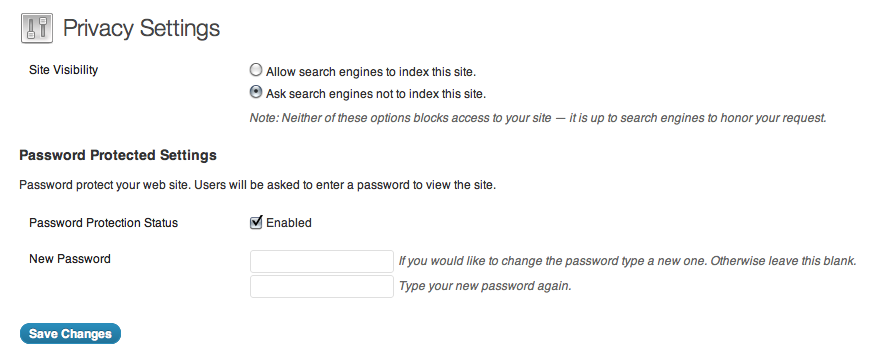 Privacy Settings
Site Visibility
Allow search engines to index this site.
Ask search engines not to index this site.
Note: Neither of these options blocks access to your site — it is up to search engines to honor your request.
Password Protected Settings
Password protect your web site. Users will be asked to enter a password to view the site.
Password Protection Status
Enabled
New Password
If you would like to change the password type a new one. Otherwise leave this blank.
Type your new password again.
Save Changes